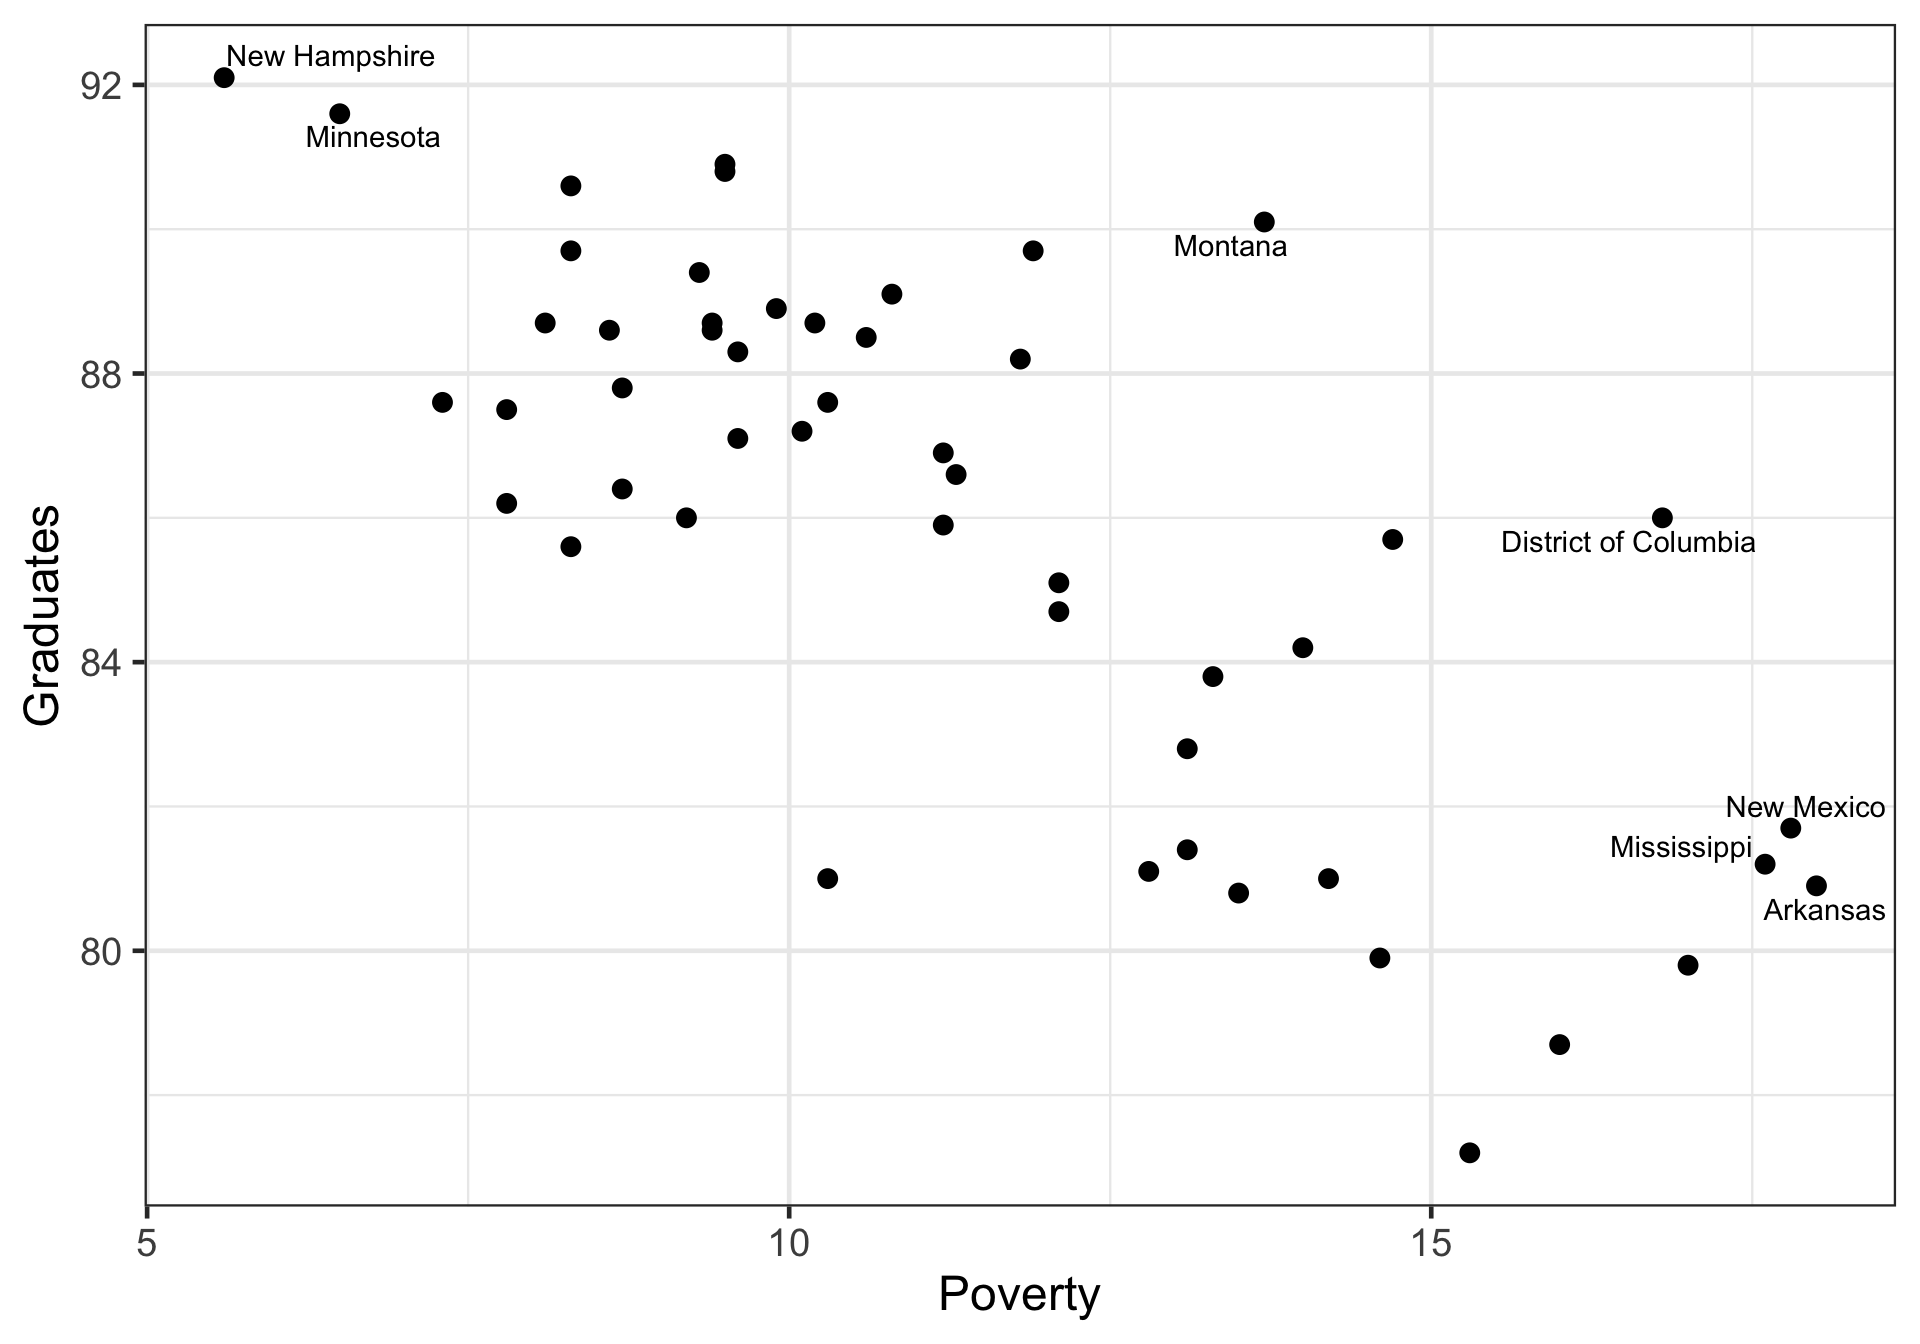 New Hampshire
92
Minnesota
Montana
88
District of Columbia
84
New Mexico
Mississippi
Arkansas
80
Graduates
5
10
15
Poverty